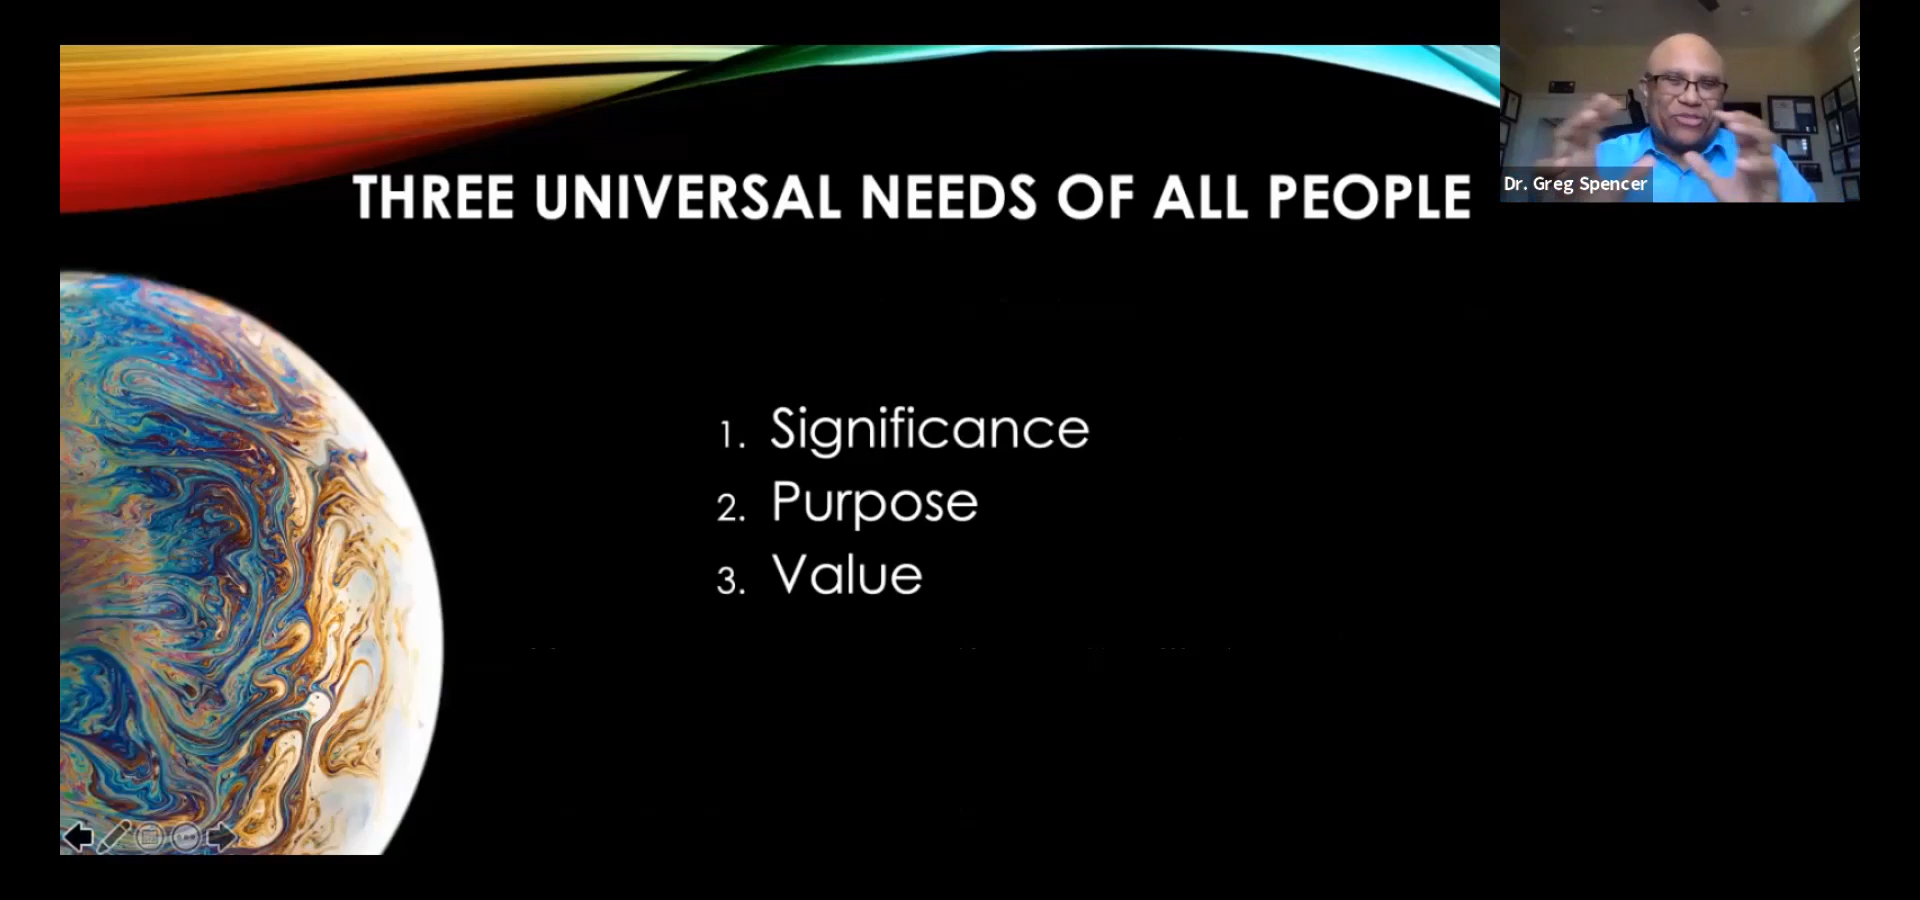 THREE UNIVERSAL NEEDS OF ALL PEOPLE
Dr. Greg Spencer
1. Significance
2. Purpose
3. Value